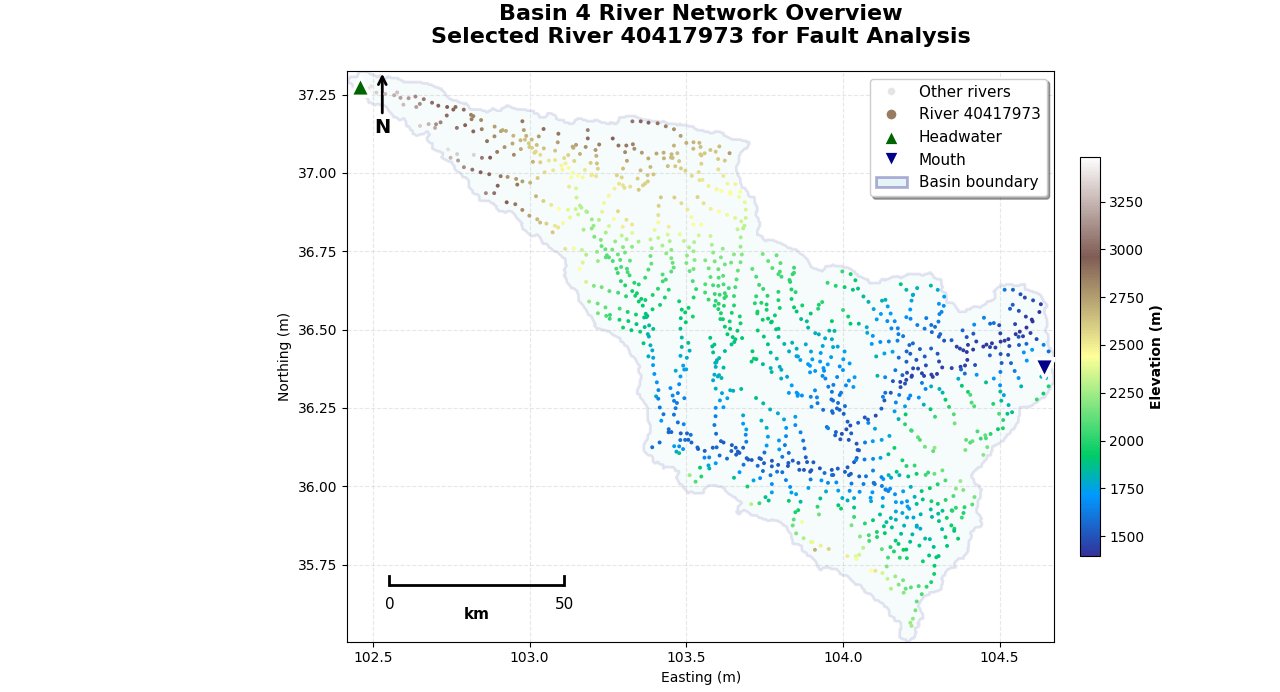 Basin 4 River Network Overview
Selected River 40417973 for Fault Analysis
N
Other rivers
River 40417973
Headwater
Mouth
Basin boundary
37.25
37.00
36.75
36.50
36.25
36.00
35.75
Northing (m)
0
50
km
102.5
103.0
103.5
104.0
104.5
Easting (m)
3250
3000
2750
2500
2250
2000
1750
1500
Elevation (m)